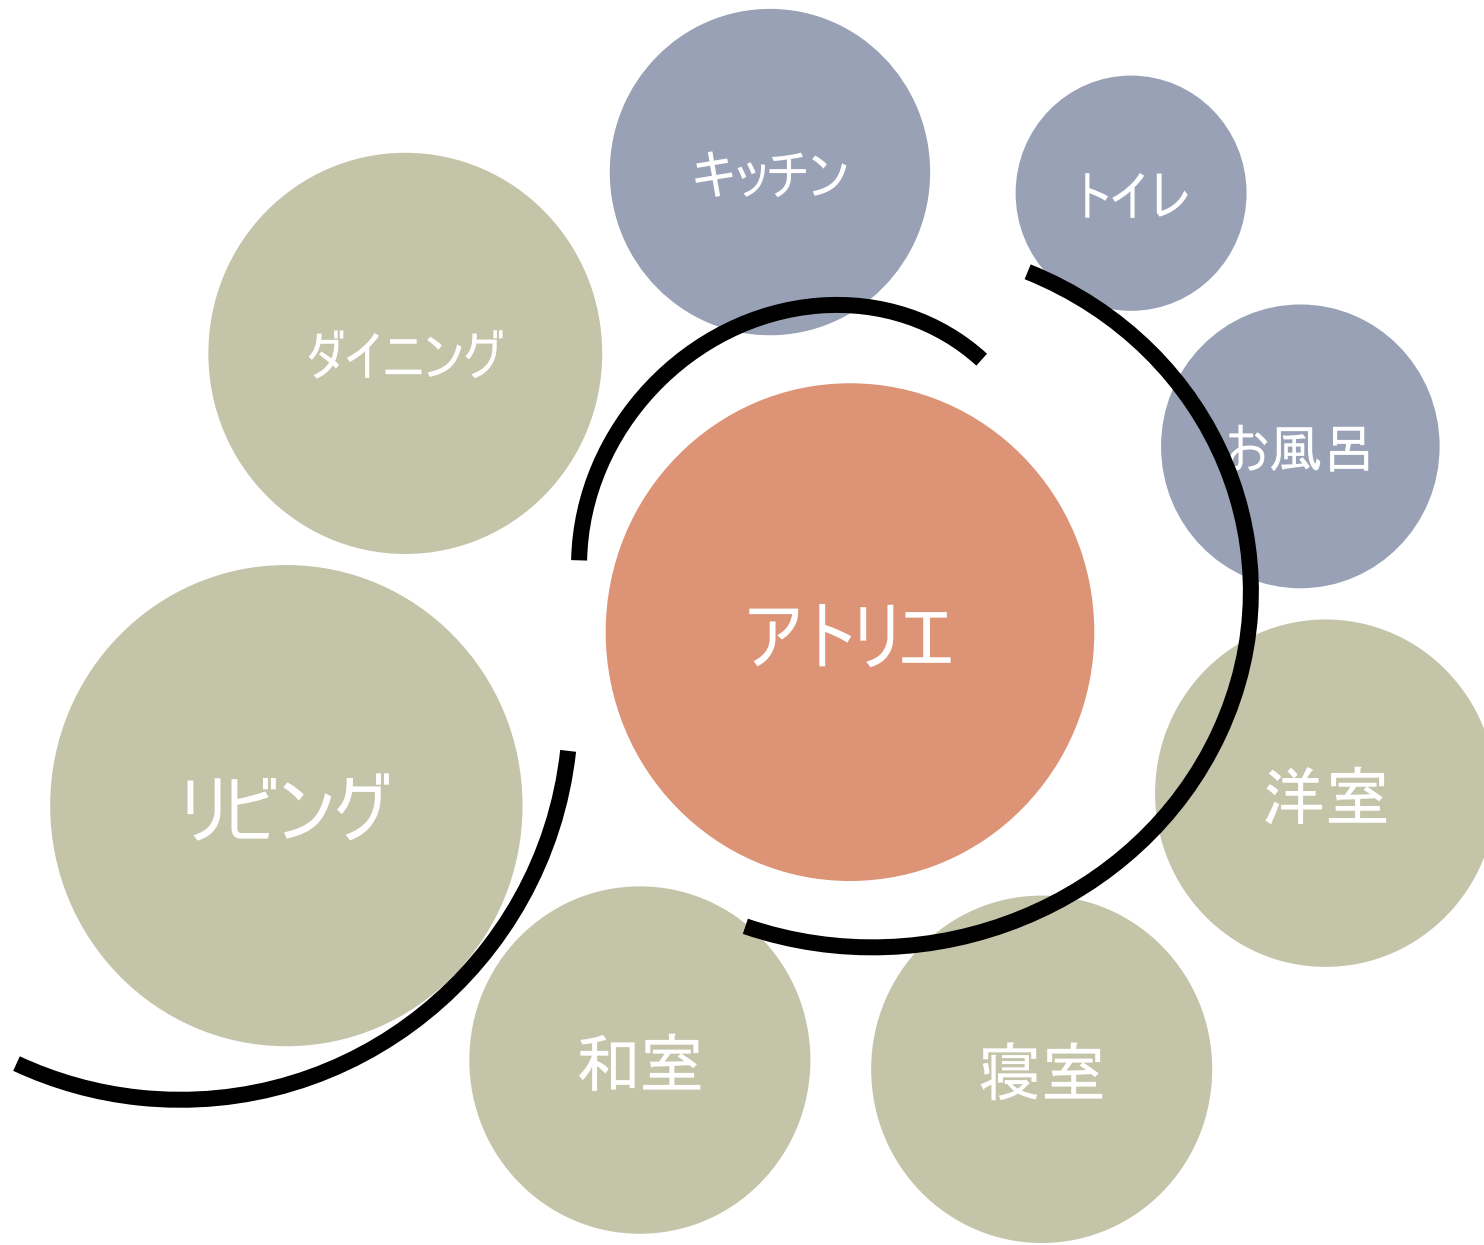 キッチン
トイレ
ダイニング
お風呂
アトリエ
リビング
洋室
和室
寝室